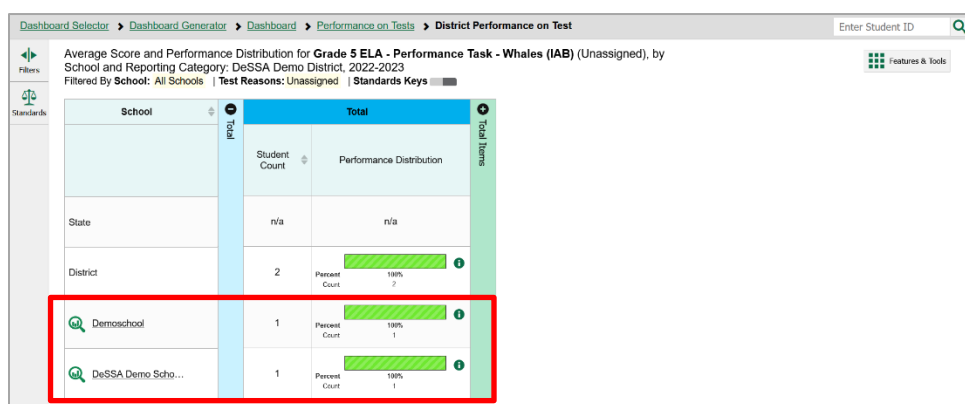 Dashboard Selector > Dashboard Generator > Dashboard > Performance on Tests > District Performance on Test
Enter Student ID
Filters
Standards
Average Score and Performance Distribution for Grade 5 ELA - Performance Task - Whales (IAB) (Unassigned), by
School and Reporting Category: DeSSA Demo District, 2022-2023
Filtered By School: All Schools | Test Reasons: Unassigned | Standards Keys
Features & Tools
School
Total
Total
Total Items
Student
Count
Performance Distribution
State
n/a
n/a
District
2
Percent 100%
Count 2
Demoschool
1
Percent 100%
Count 1
DeSSA Demo Scho...
1
Percent 100%
Count 1